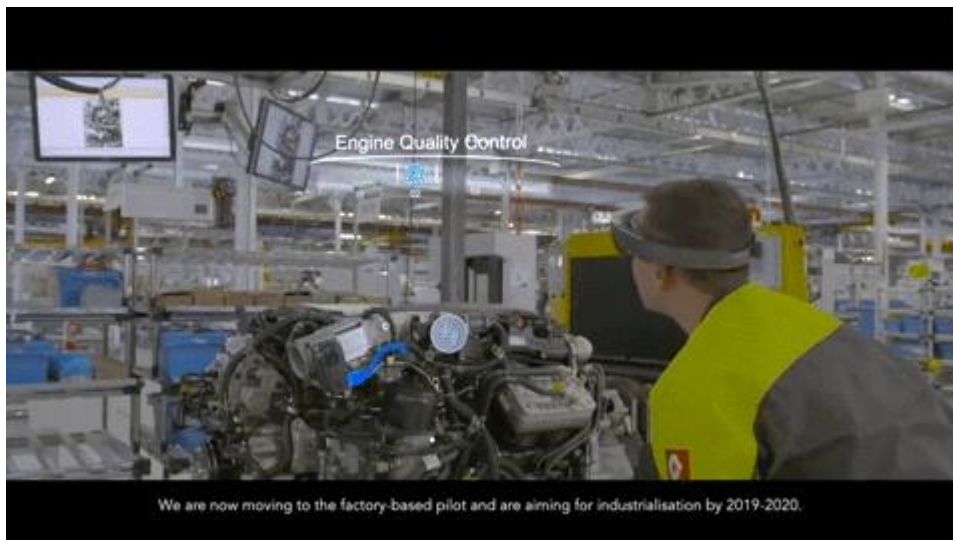 Engine Quality Control
We are now moving to the factory-based pilot and are aiming for industrialisation by 2019-2020.